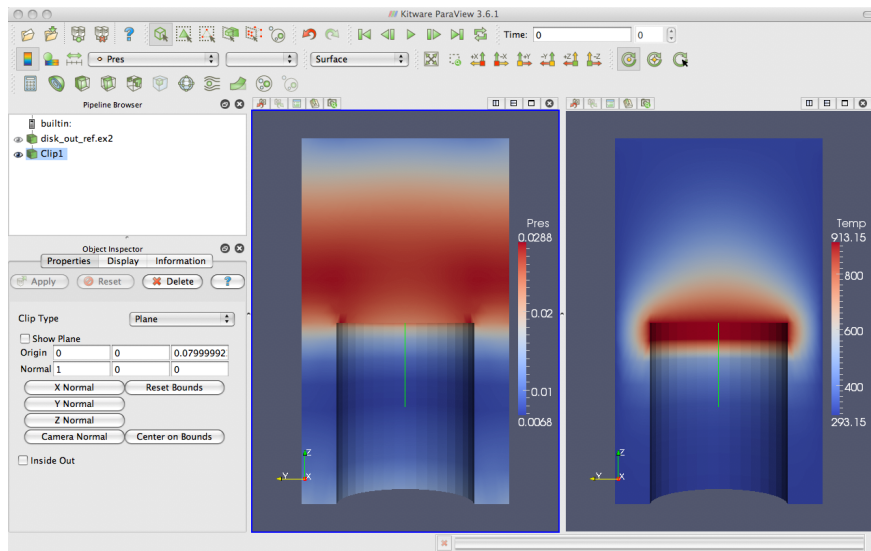 Kitware ParaView 3.6.1
Time: 0 0
Pres Surface
+X -X +Y -Y +Z -Z
Pipeline Browser
builtin:
disk_out_ref.ex2
Clip1
Object Inspector
Properties Display Information
Apply Reset Delete ?
Clip Type Plane
Show Plane
Origin 0 0 0.07999992
Normal 1 0 0
X Normal Reset Bounds
Y Normal
Z Normal
Camera Normal Center on Bounds
Inside Out
Pres
0.0288
0.02
0.01
0.0068
Z
Y X
Temp
913.15
800
600
400
293.15
Z
Y X